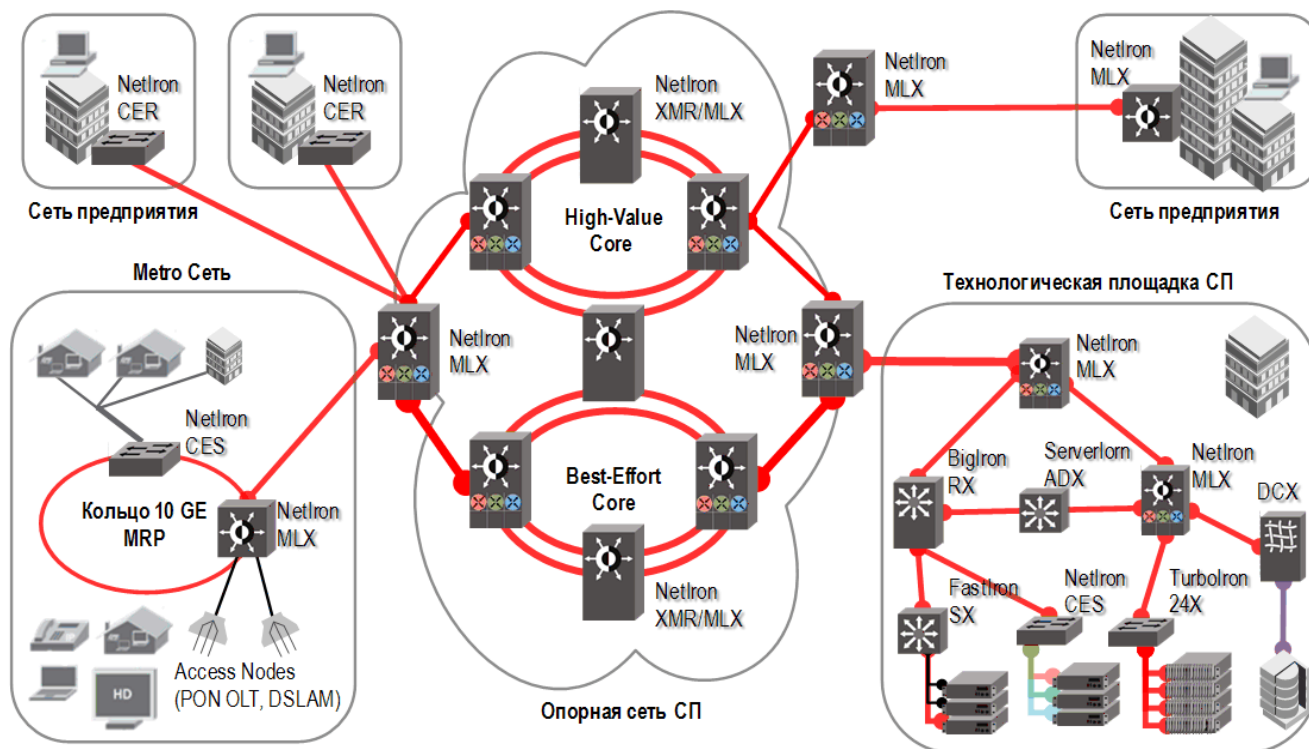 NetIron
CER
NetIron
CER
Сеть предприятия
NetIron
XMR/MLX
High-Value
Core
NetIron
MLX
NetIron
MLX
Сеть предприятия
Metro Сеть
NetIron
CES
Кольцо 10 GE
MRP
NetIron
MLX
HD
Access Nodes
(PON OLT, DSLAM)
NetIron
MLX
NetIron
MLX
Best-Effort
Core
NetIron
XMR/MLX
Опорная сеть СП
Технологическая площадка СП
NetIron
MLX
BigIron
RX
ServerIorn
ADX
NetIron
MLX
DCX
FastIron
SX
NetIron
CES
TurboIron
24X